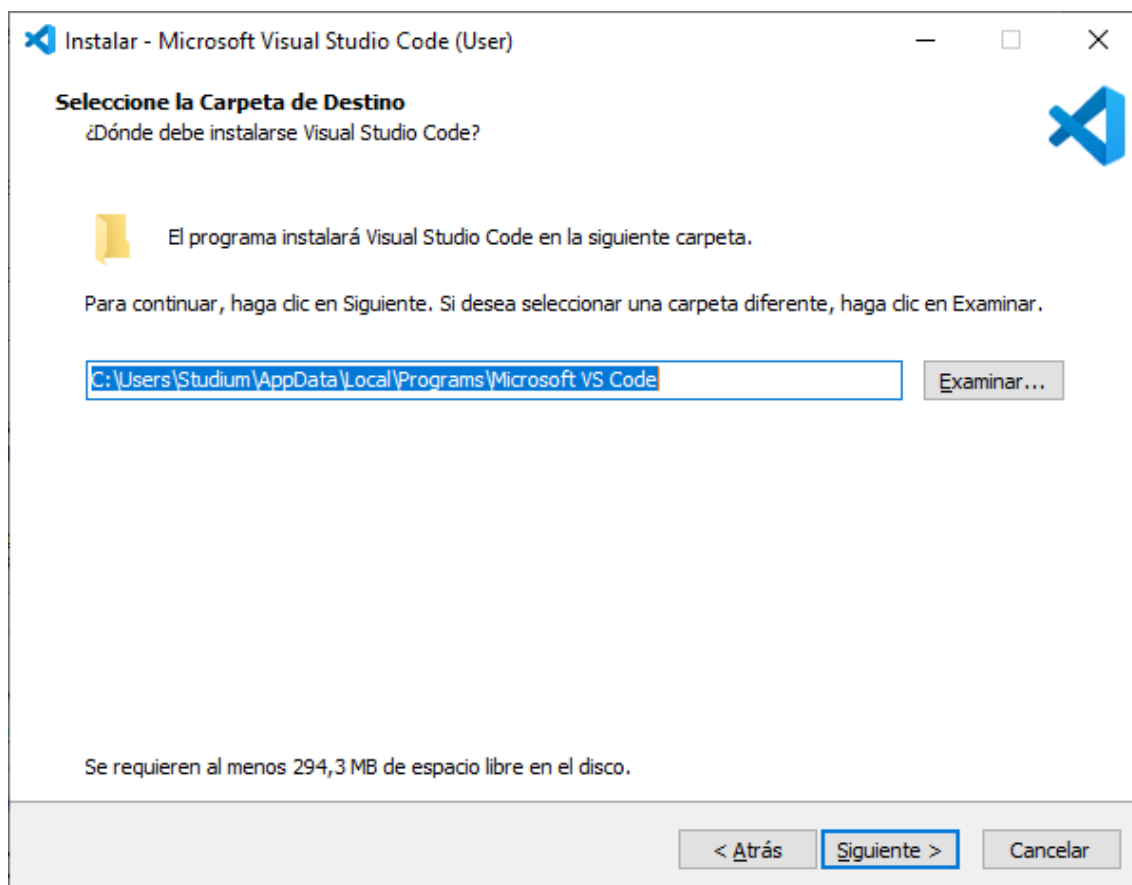 Instalar - Microsoft Visual Studio Code (User)
Seleccione la Carpeta de Destino
¿Dónde debe instalarse Visual Studio Code?
El programa instalará Visual Studio Code en la siguiente carpeta.
Para continuar, haga clic en Siguiente. Si desea seleccionar una carpeta diferente, haga clic en Examinar.
C:\Users\Studium\AppData\Local\Programs\Microsoft VS Code
Examinar...
Se requieren al menos 294,3 MB de espacio libre en el disco.
< Atrás
Siguiente >
Cancelar